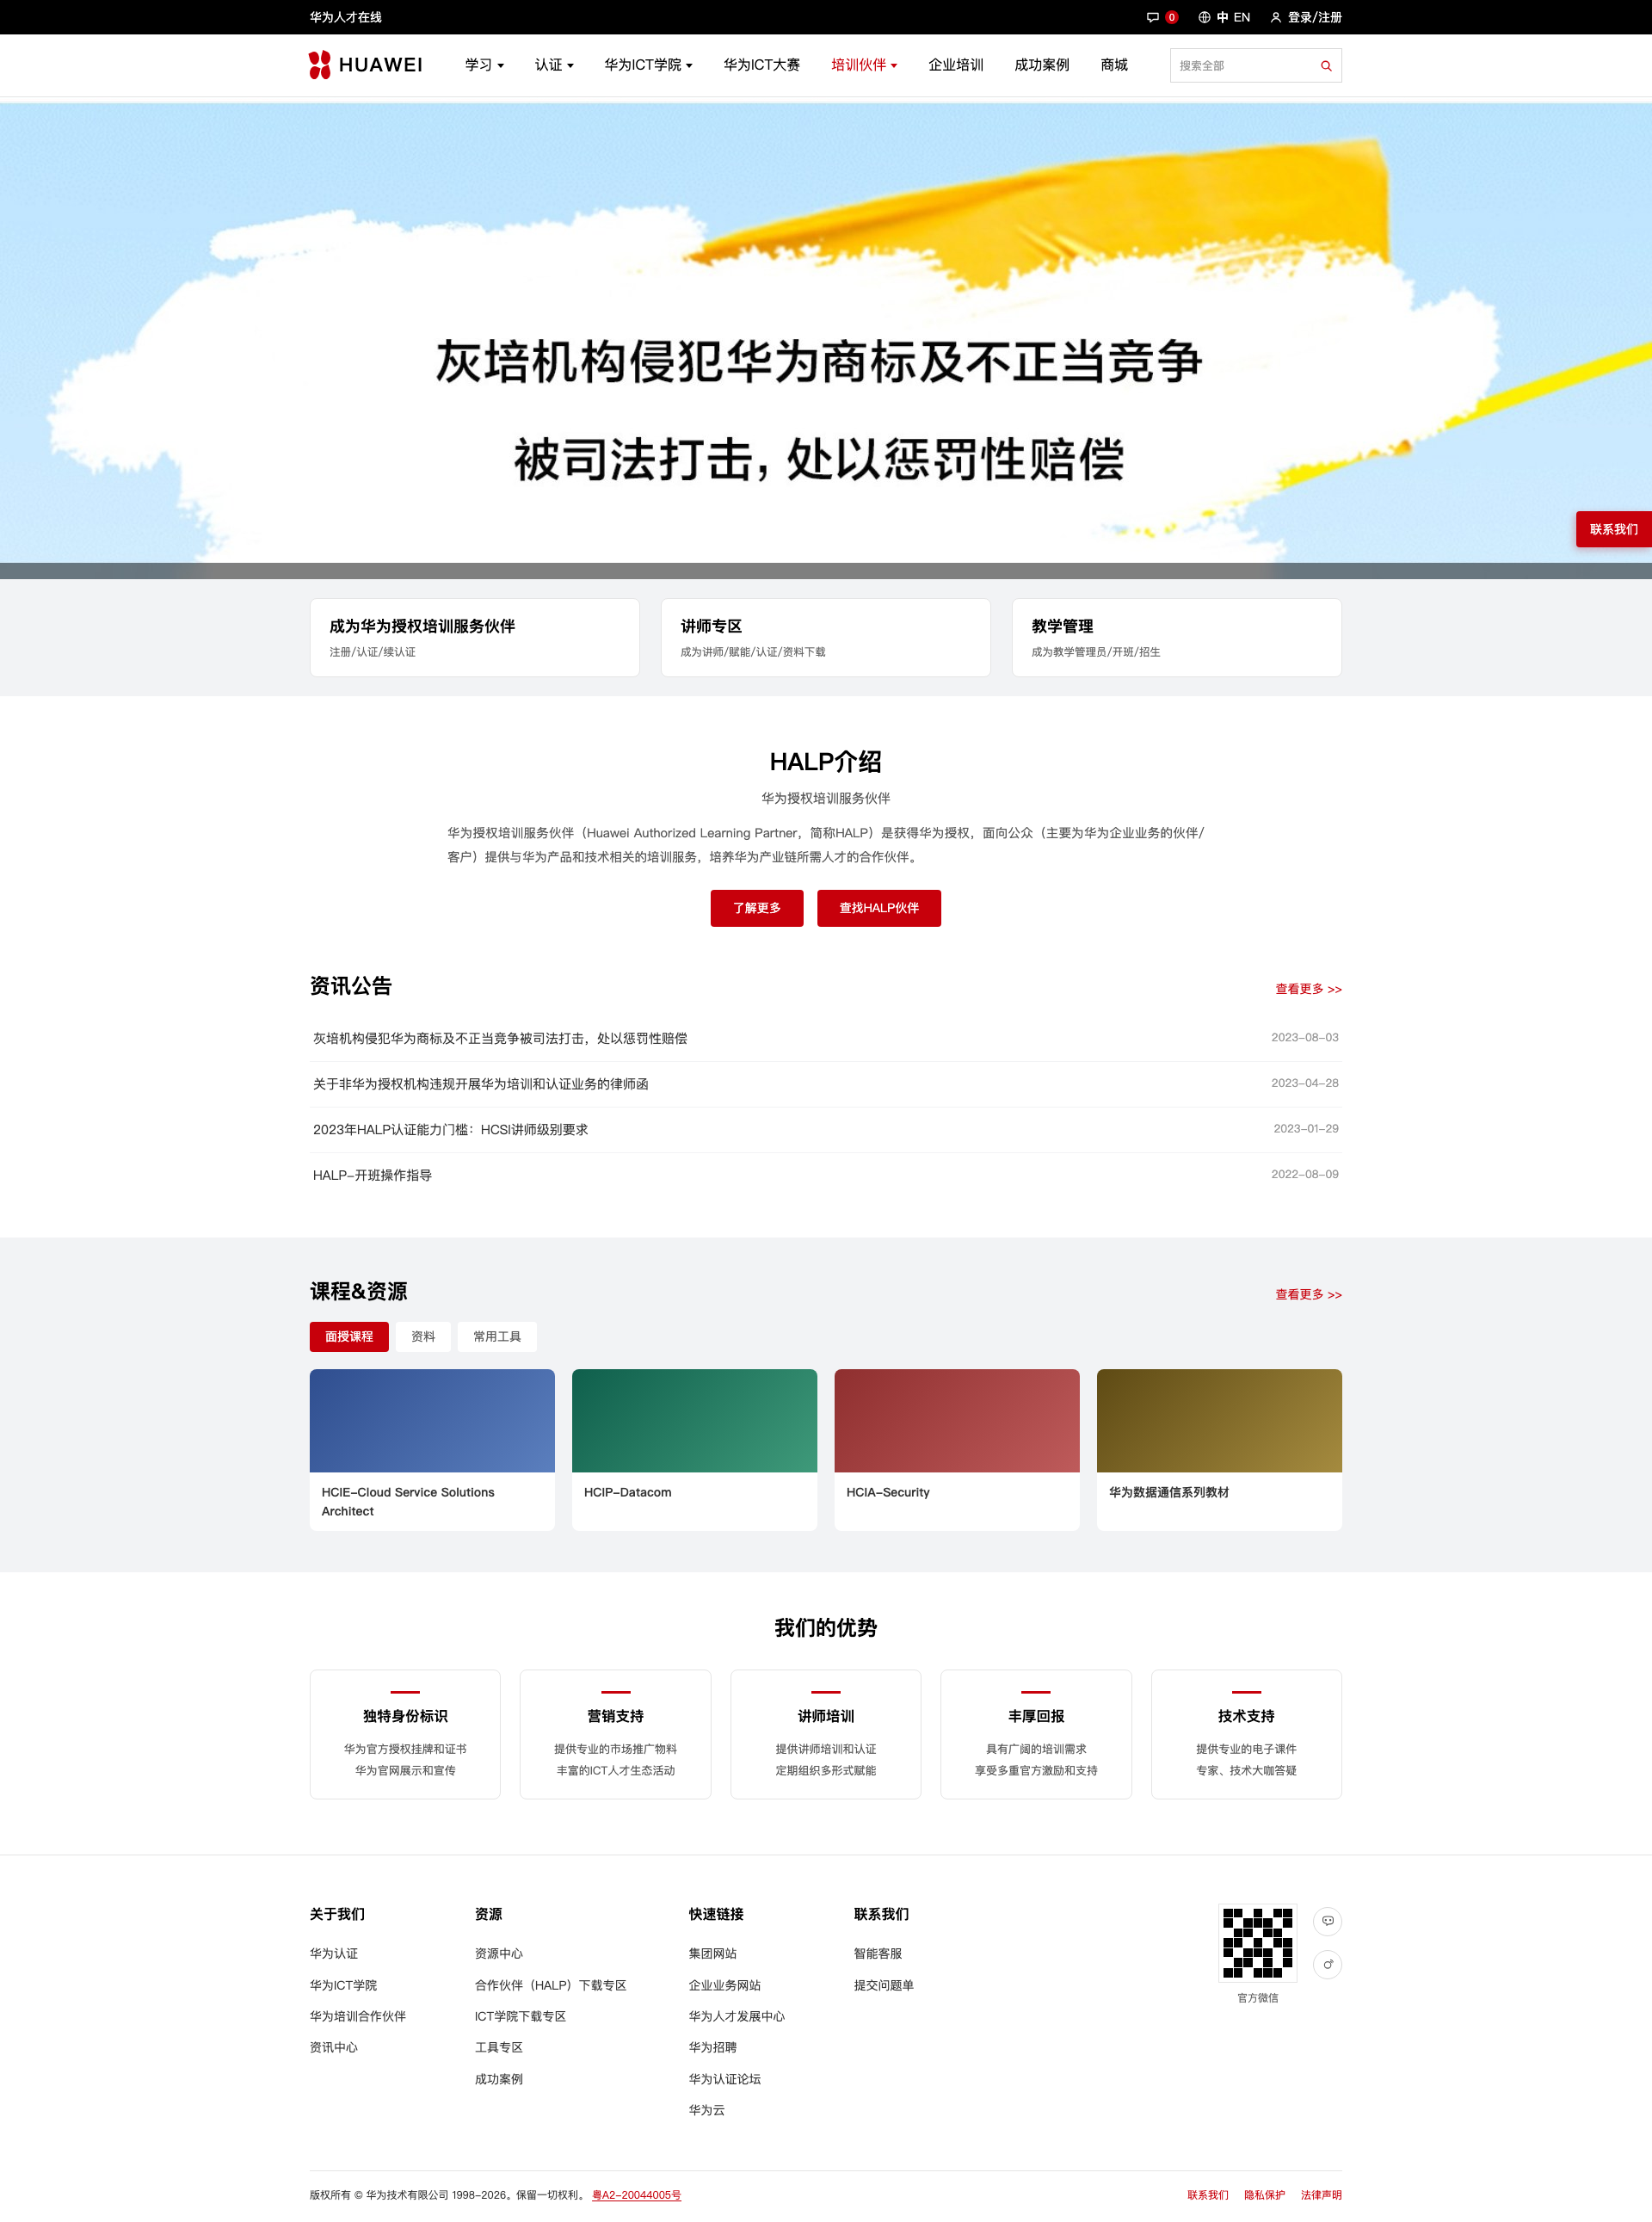 华为人才在线
0
中 EN
登录/注册
HUAWEI
学习
认证
华为ICT学院
华为ICT大赛
培训伙伴
企业培训
成功案例
商城
搜索全部
灰培机构侵犯华为商标及不正当竞争
被司法打击，处以惩罚性赔偿
联系我们
成为华为授权培训服务伙伴
注册/认证/续认证
讲师专区
成为讲师/赋能/认证/资料下载
教学管理
成为教学管理员/开班/招生
HALP介绍
华为授权培训服务伙伴
华为授权培训服务伙伴（Huawei Authorized Learning Partner，简称HALP）是获得华为授权，面向公众（主要为华为企业业务的伙伴/
客户）提供与华为产品和技术相关的培训服务，培养华为产业链所需人才的合作伙伴。
了解更多
查找HALP伙伴
资讯公告
查看更多 >>
灰培机构侵犯华为商标及不正当竞争被司法打击，处以惩罚性赔偿
2023-08-03
关于非华为授权机构违规开展华为培训和认证业务的律师函
2023-04-28
2023年HALP认证能力门槛：HCSI讲师级别要求
2023-01-29
HALP-开班操作指导
2022-08-09
课程&资源
查看更多 >>
面授课程
资料
常用工具
HCIE-Cloud Service Solutions
Architect
HCIP-Datacom
HCIA-Security
华为数据通信系列教材
我们的优势
独特身份标识
华为官方授权挂牌和证书
华为官网展示和宣传
营销支持
提供专业的市场推广物料
丰富的ICT人才生态活动
讲师培训
提供讲师培训和认证
定期组织多形式赋能
丰厚回报
具有广阔的培训需求
享受多重官方激励和支持
技术支持
提供专业的电子课件
专家、技术大咖答疑
关于我们
华为认证
华为ICT学院
华为培训合作伙伴
资讯中心
资源
资源中心
合作伙伴（HALP）下载专区
ICT学院下载专区
工具专区
成功案例
快速链接
集团网站
企业业务网站
华为人才发展中心
华为招聘
华为认证论坛
华为云
联系我们
智能客服
提交问题单
官方微信
版权所有 © 华为技术有限公司 1998-2026。保留一切权利。 粤A2-20044005号
联系我们
隐私保护
法律声明